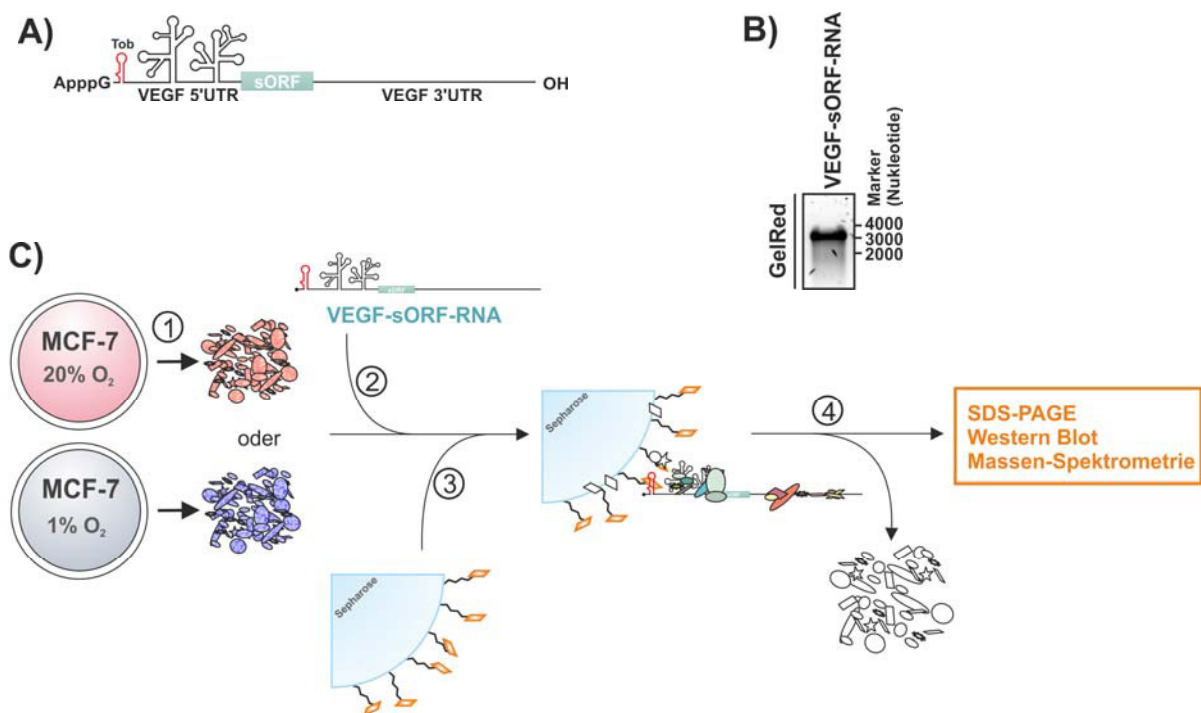 A)
Tob
ApppG
sORF
OH
VEGF 5'UTR
VEGF 3'UTR
B)
VEGF-sORF-RNA
Marker
(Nukleotide)
GelRed
4000
3000
2000
C)
MCF-7
20% O₂
1
sORF
VEGF-sORF-RNA
2
oder
MCF-7
1% O₂
3
Sepharose
Sepharose
sORF
4
SDS-PAGE
Western Blot
Massen-Spektrometrie